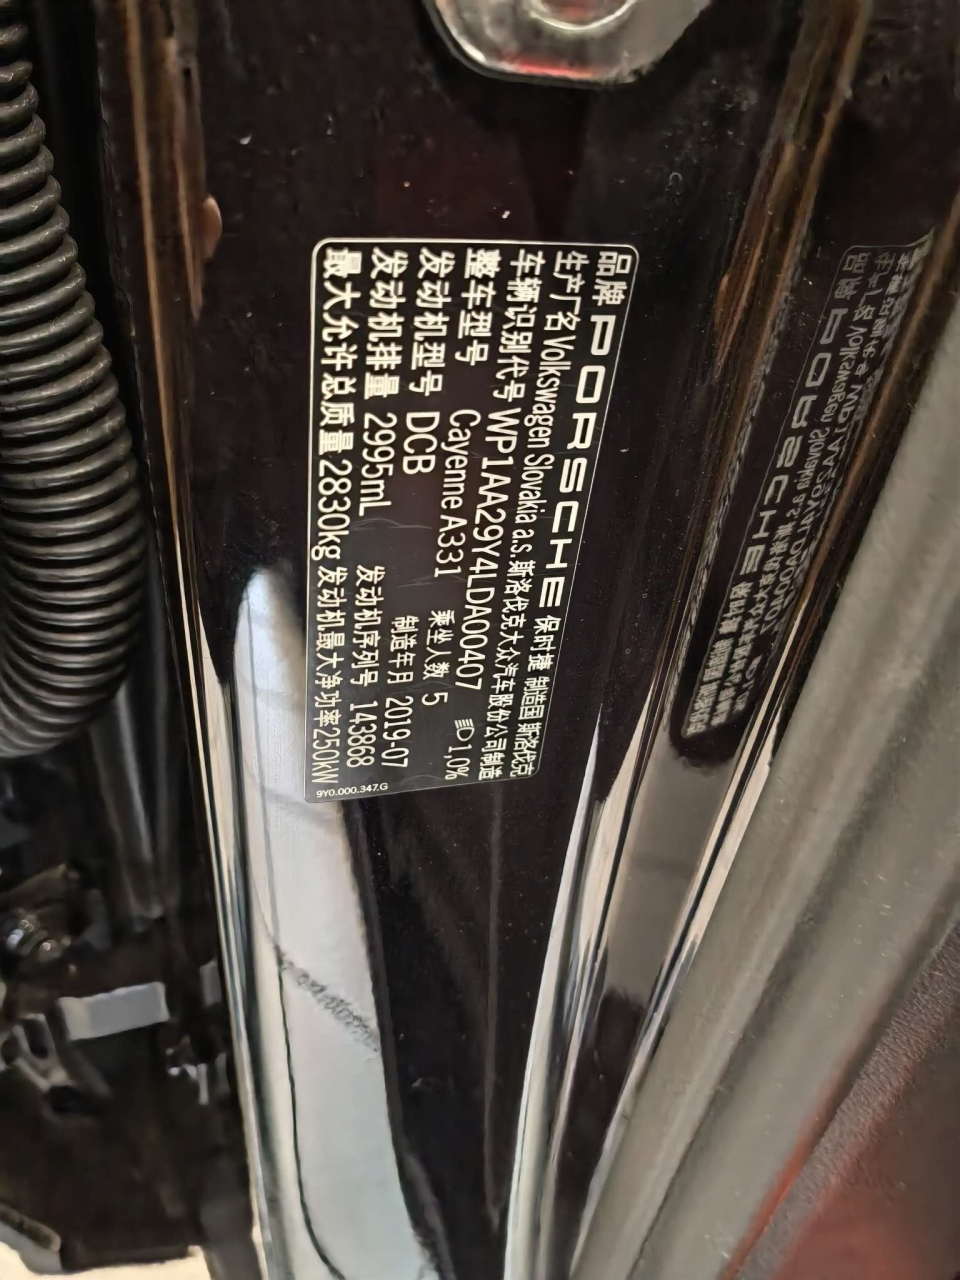 品牌 PORSCHE 保时捷 制造国 斯洛伐克
生产厂名 Volkswagen Slovakia a.s. 斯洛伐克大众汽车股份公司制造
车辆识别代号 WP1AA29Y4LDA00407 1,0%
整车型号 Cayenne A331 乘坐人数 5
发动机型号 DCB 制造年月 2019-07
发动机排量 2995mL 发动机序列号 143868
最大允许总质量 2830kg 发动机最大净功率 250KW
9Y0.000.347.G